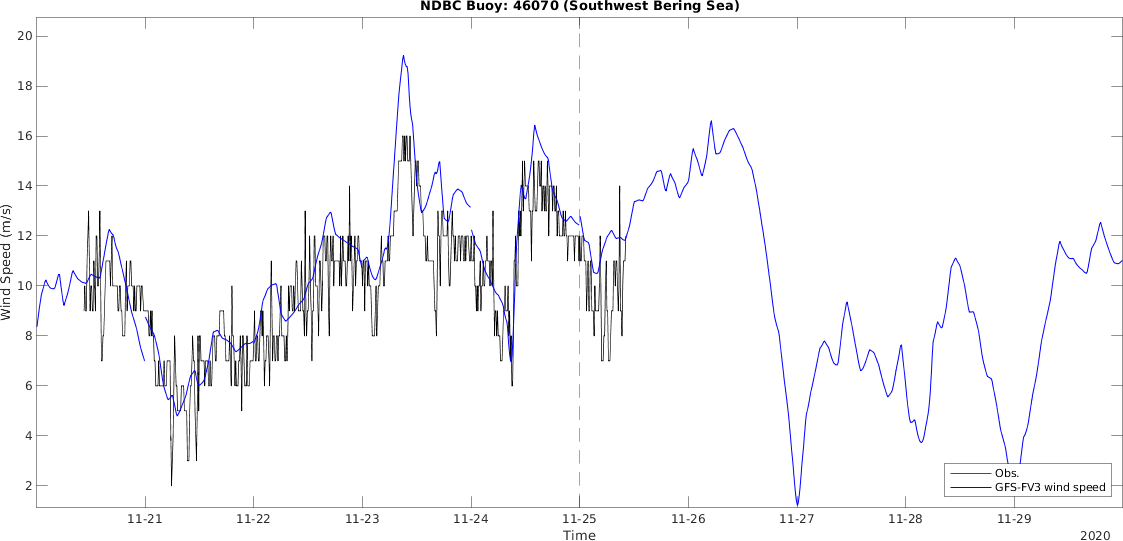 NDBC Buoy: 46070 (Southwest Bering Sea)
20
18
16
14
12
10
8
6
4
2
Wind Speed (m/s)
Obs.
GFS-FV3 wind speed
11-21 11-22 11-23 11-24 11-25 11-26 11-27 11-28 11-29
Time
2020